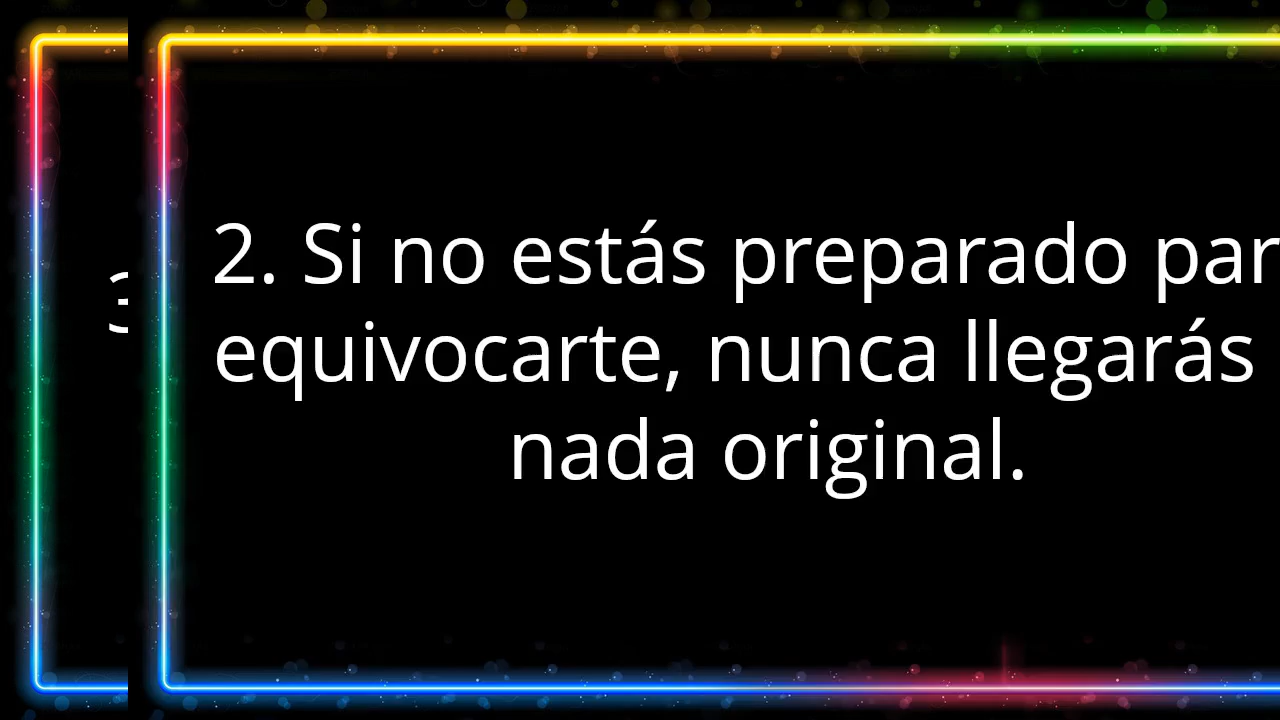 2. Si no estás preparado par
equivocarte, nunca llegarás
nada original.